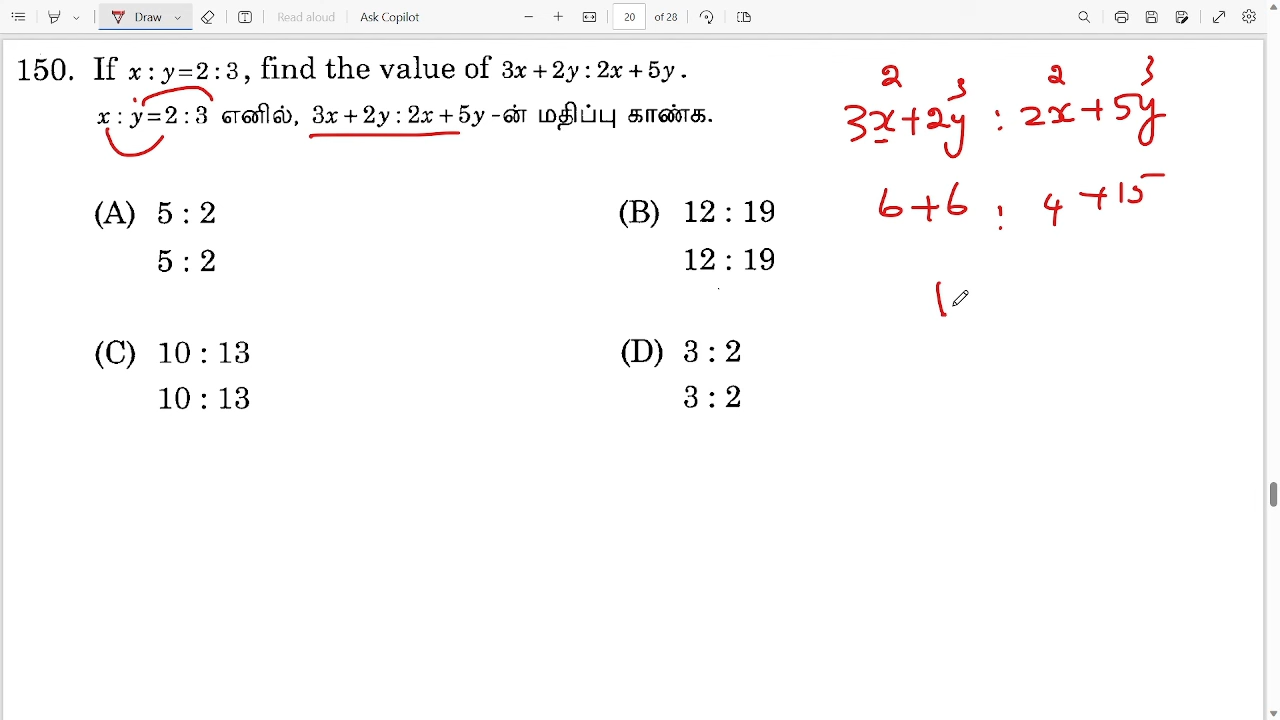 Draw Read aloud Ask Copilot 20 of 28
150. If x : y = 2 : 3, find the value of 3x + 2y : 2x + 5y.
x : y = 2 : 3 எனில், 3x + 2y : 2x + 5y -ன் மதிப்பு காண்க.
(A) 5 : 2
5 : 2
(B) 12 : 19
12 : 19
(C) 10 : 13
10 : 13
(D) 3 : 2
3 : 2
2 3 2 3
3x + 2y : 2x + 5y
6 + 6 : 4 + 15
1